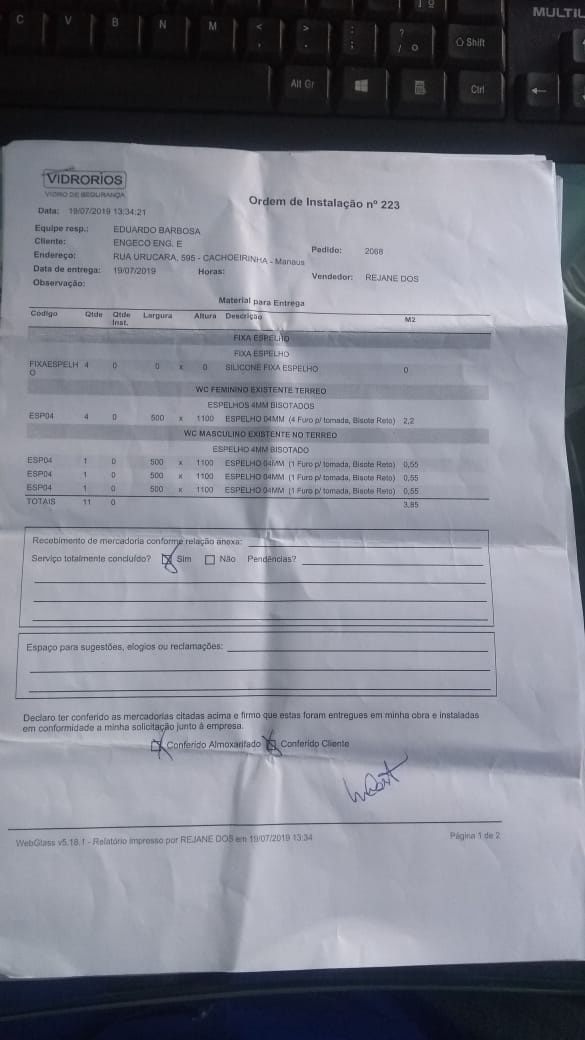 C V B N M < , > . : ; ? / º Shift MULTIL
Alt Gr Ctrl ←
VIDRORIOS
VIDRO DE SEGURANÇA
Ordem de Instalação nº 223
Data: 19/07/2019 13:34:21
Equipe resp.: EDUARDO BARBOSA
Cliente: ENGECO ENG. E Pedido: 2068
Endereço: RUA URUCARA, 595 - CACHOEIRINHA - Manaus
Data de entrega: 19/07/2019 Horas: Vendedor: REJANE DOS
Observação:
Material para Entrega
Código Qtde Qtde Inst. Largura Altura Descrição M2
FIXA ESPELHO
FIXA ESPELHO
FIXAESPELH 4 0 0 x 0 SILICONE FIXA ESPELHO 0
O
WC FEMININO EXISTENTE TERREO
ESPELHOS 4MM BISOTADOS
ESP04 4 0 500 x 1100 ESPELHO 04MM (4 Furo p/ tomada, Bisote Reto) 2,2
WC MASCULINO EXISTENTE NO TERREO
ESPELHO 4MM BISOTADO
ESP04 1 0 500 x 1100 ESPELHO 04MM (1 Furo p/ tomada, Bisote Reto) 0,55
ESP04 1 0 500 x 1100 ESPELHO 04MM (1 Furo p/ tomada, Bisote Reto) 0,55
ESP04 1 0 500 x 1100 ESPELHO 04MM (1 Furo p/ tomada, Bisote Reto) 0,55
TOTAIS 11 0 3,85
Recebimento de mercadoria conforme relação anexa:
Serviço totalmente concluído? Sim Não Pendências?
Espaço para sugestões, elogios ou reclamações:
Declaro ter conferido as mercadorias citadas acima e firmo que estas foram entregues em minha obra e instaladas
em conformidade a minha solicitação junto à empresa.
Conferido Almoxarifado Conferido Cliente
WebGlass v5.18.1 - Relatório impresso por REJANE DOS em 19/07/2019 13:34 Página 1 de 2